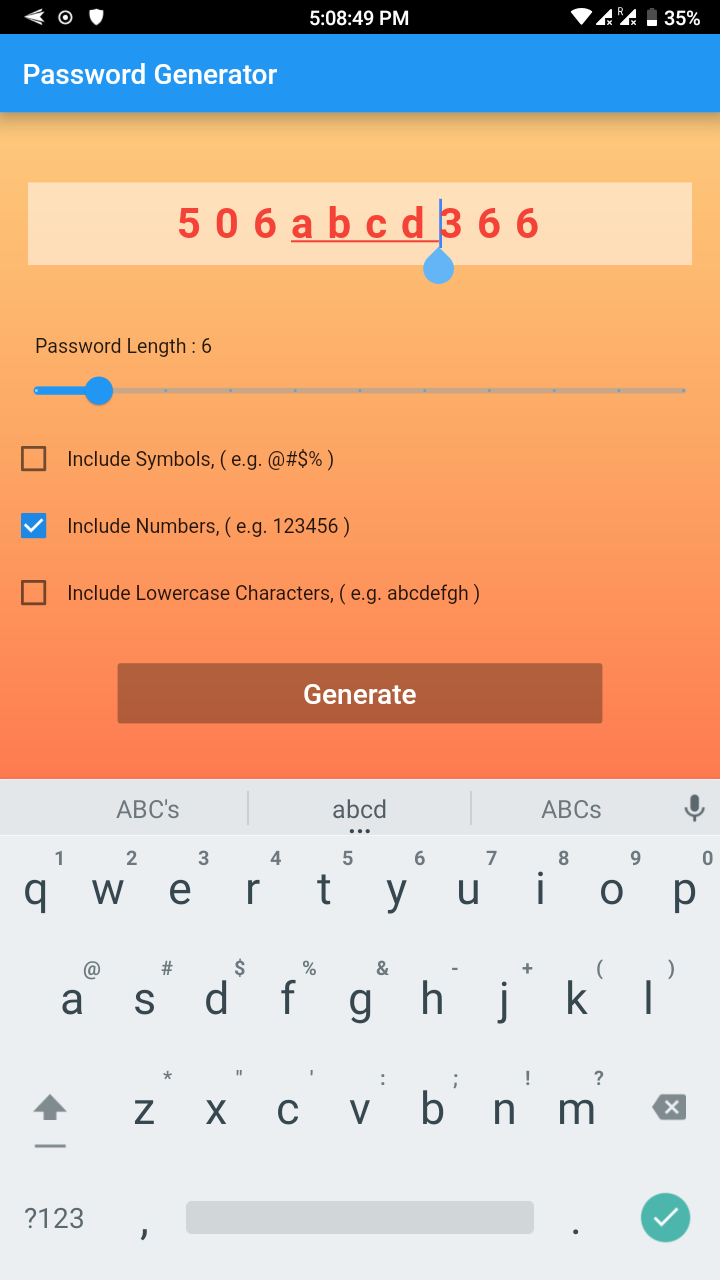 5:08:49 PM R 35%
Password Generator
506abcd366
Password Length : 6
Include Symbols, ( e.g. @#$% )
Include Numbers, ( e.g. 123456 )
Include Lowercase Characters, ( e.g. abcdefgh )
Generate
ABC's abcd ABCs
1 2 3 4 5 6 7 8 9 0
q w e r t y u i o p
@ # $ % & - + ( )
a s d f g h j k l
* " ' : ; ! ?
z x c v b n m
?123 , .